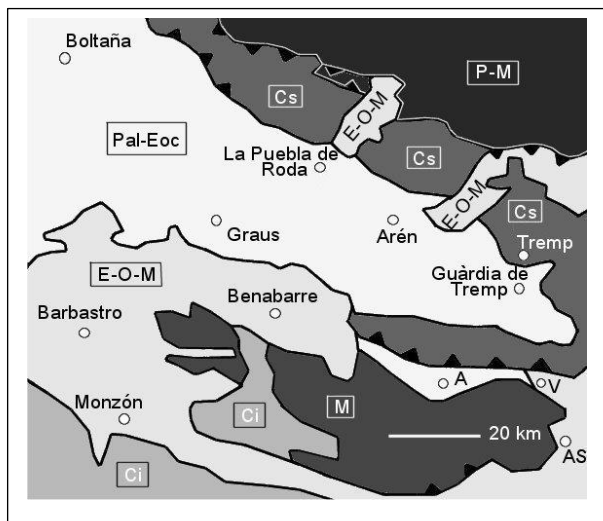 Boltaña
P-M
Cs
E-O-M
Pal-Eoc
La Puebla de
Roda
Cs
E-O-M
Cs
Graus
Arén
Tremp
E-O-M
Guàrdia de
Tremp
Benabarre
Barbastro
A
V
M
Ci
Monzón
20 km
AS
Ci